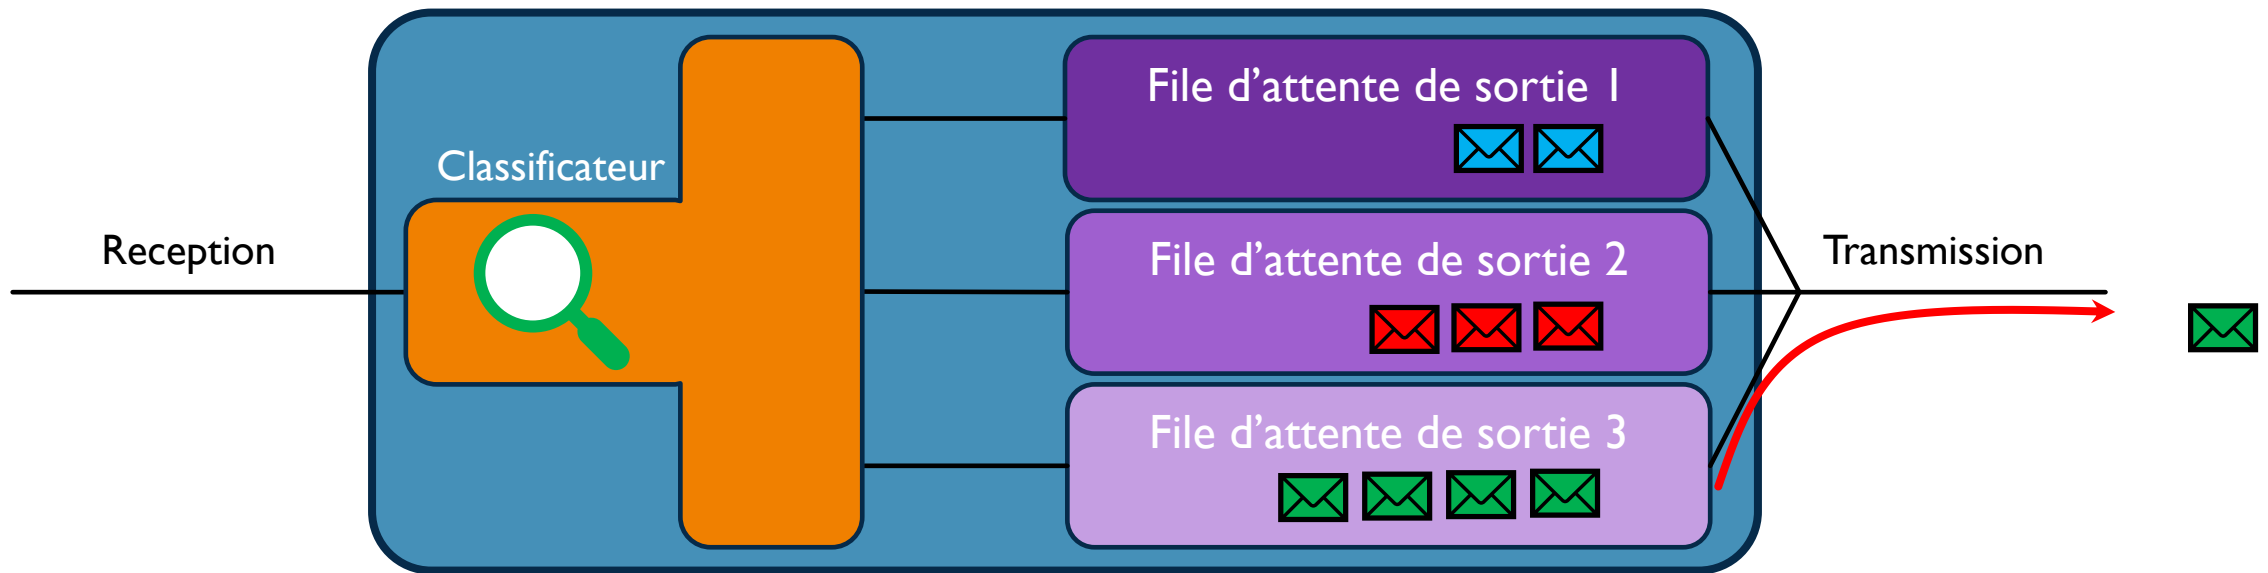 Reception
Classificateur
File d’attente de sortie 1
File d’attente de sortie 2
File d’attente de sortie 3
Transmission